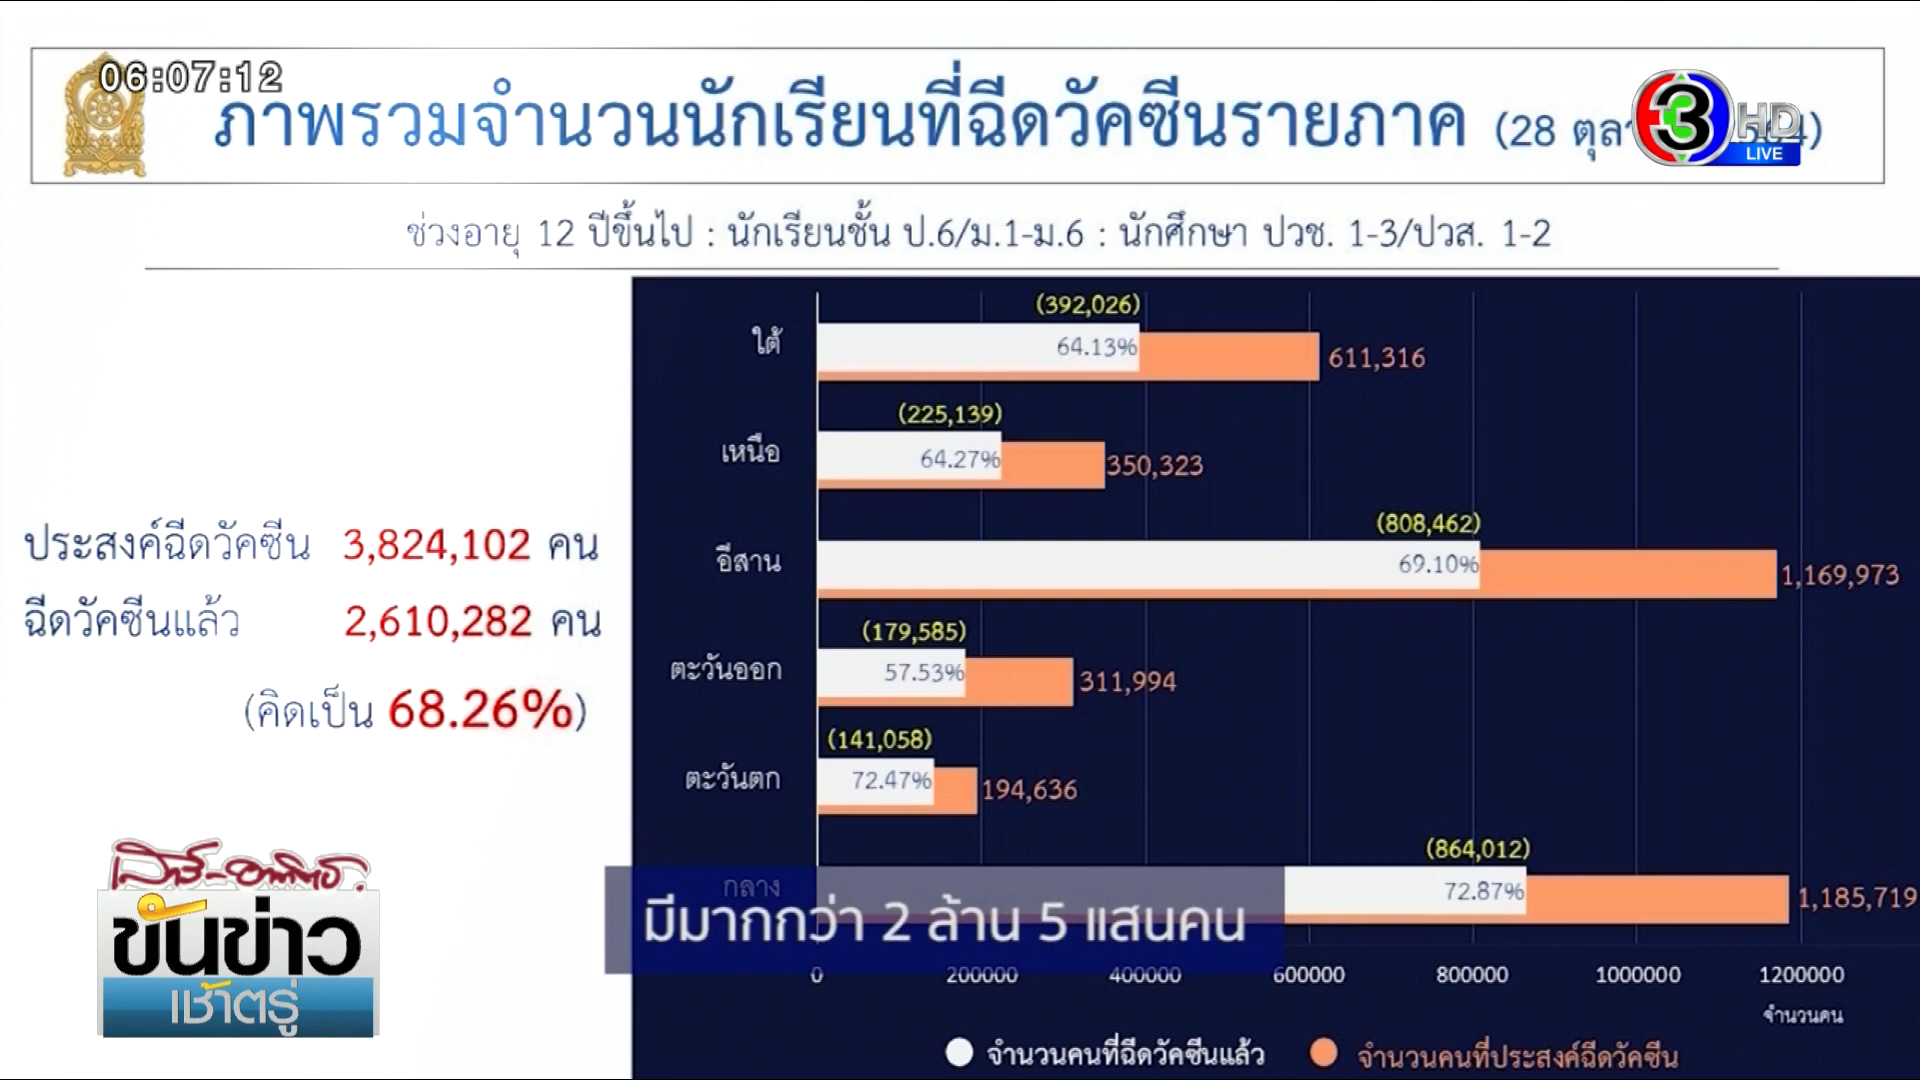 06:07:12
ภาพรวมจำนวนนักเรียนที่ฉีดวัคซีนรายภาค (28 ตุลา
3 HD
LIVE
ช่วงอายุ 12 ปีขึ้นไป : นักเรียนชั้น ป.6/ม.1-ม.6 : นักศึกษา ปวช. 1-3/ปวส. 1-2
ประสงค์ฉีดวัคซีน 3,824,102 คน
ฉีดวัคซีนแล้ว 2,610,282 คน
(คิดเป็น 68.26%)
(392,026)
ใต้ 64.13% 611,316
(225,139)
เหนือ 64.27% 350,323
(808,462)
อีสาน 69.10% 1,169,973
(179,585)
ตะวันออก 57.53% 311,994
(141,058)
ตะวันตก 72.47% 194,636
(864,012)
กลาง 72.87% 1,185,719
มีมากกว่า 2 ล้าน 5 แสนคน
0 200000 400000 600000 800000 1000000 1200000
จำนวนคน
จำนวนคนที่ฉีดวัคซีนแล้ว จำนวนคนที่ประสงค์ฉีดวัคซีน
เสาร์-อาทิตย์
ขันข่าว
เช้าตรู่